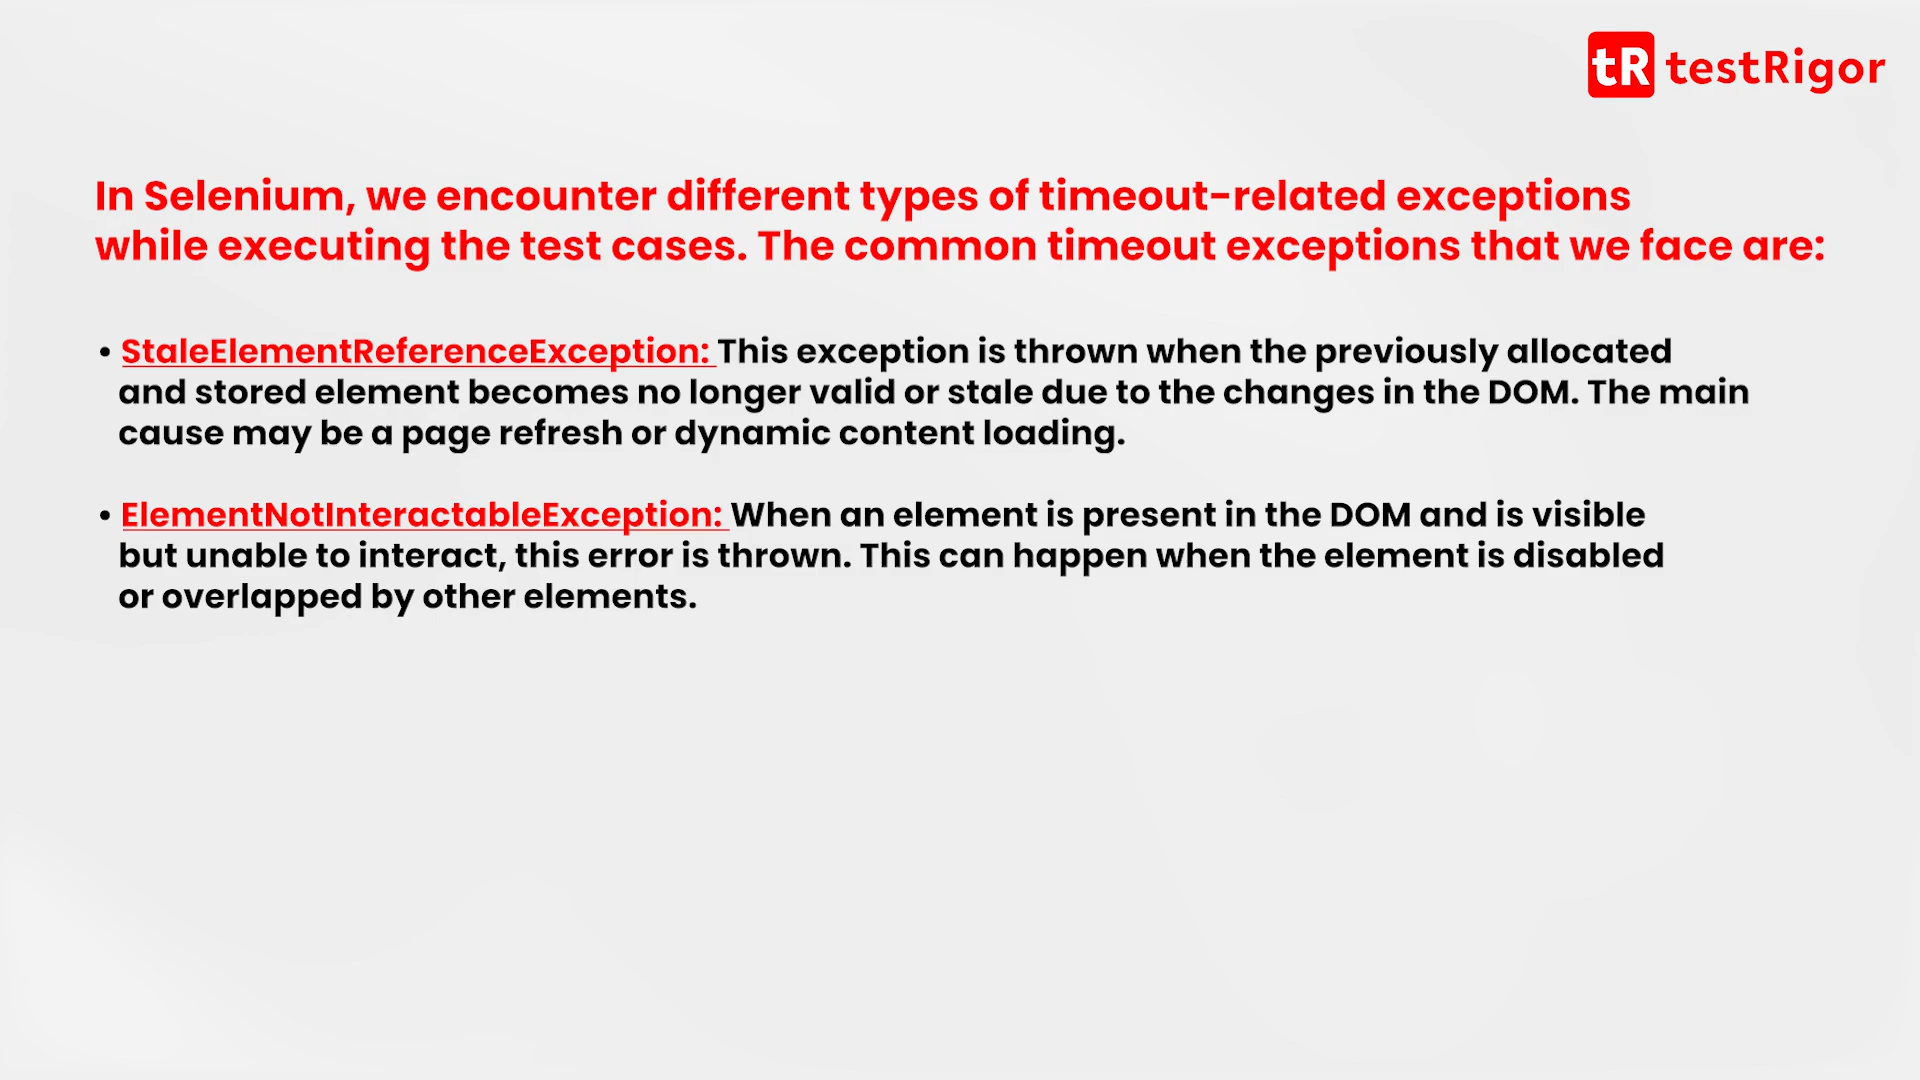 tR testRigor
In Selenium, we encounter different types of timeout-related exceptions
while executing the test cases. The common timeout exceptions that we face are:
• StaleElementReferenceException: This exception is thrown when the previously allocated
and stored element becomes no longer valid or stale due to the changes in the DOM. The main
cause may be a page refresh or dynamic content loading.
• ElementNotInteractableException: When an element is present in the DOM and is visible
but unable to interact, this error is thrown. This can happen when the element is disabled
or overlapped by other elements.